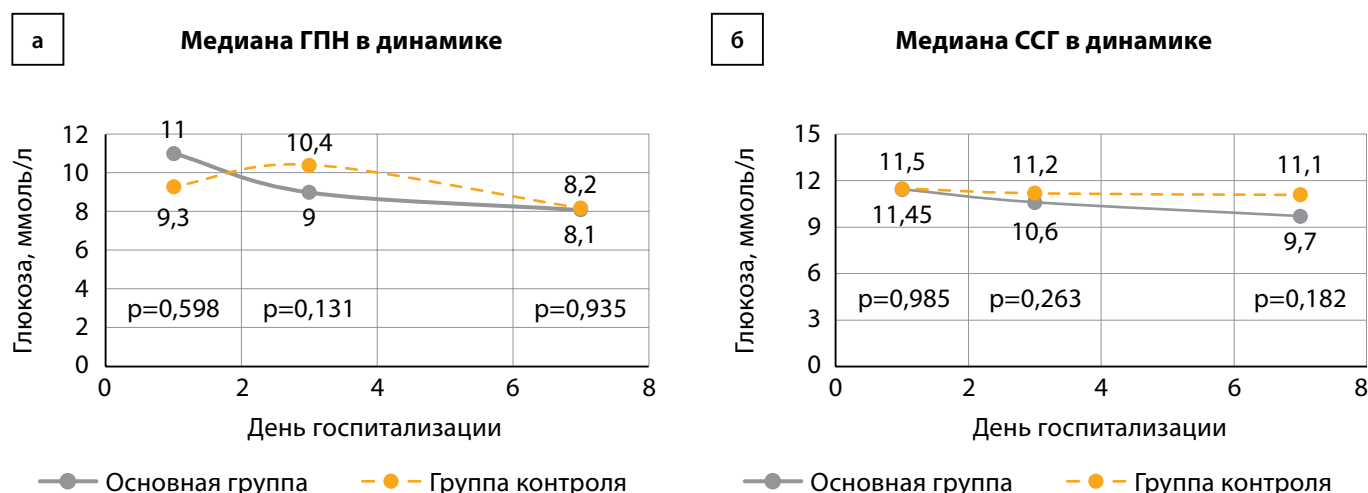 а
Медиана ГПН в динамике
Глюкоза, ммоль/л
12
10
8
6
4
2
0
11
10,4
9,3
9
8,2
8,1
р=0,598
р=0,131
р=0,935
0
2
4
6
8
День госпитализации
Основная группа
Группа контроля
б
Медиана ССГ в динамике
Глюкоза, ммоль/л
15
12
9
6
3
0
11,5
11,2
11,1
11,45
10,6
9,7
р=0,985
р=0,263
р=0,182
0
2
4
6
8
День госпитализации
Основная группа
Группа контроля